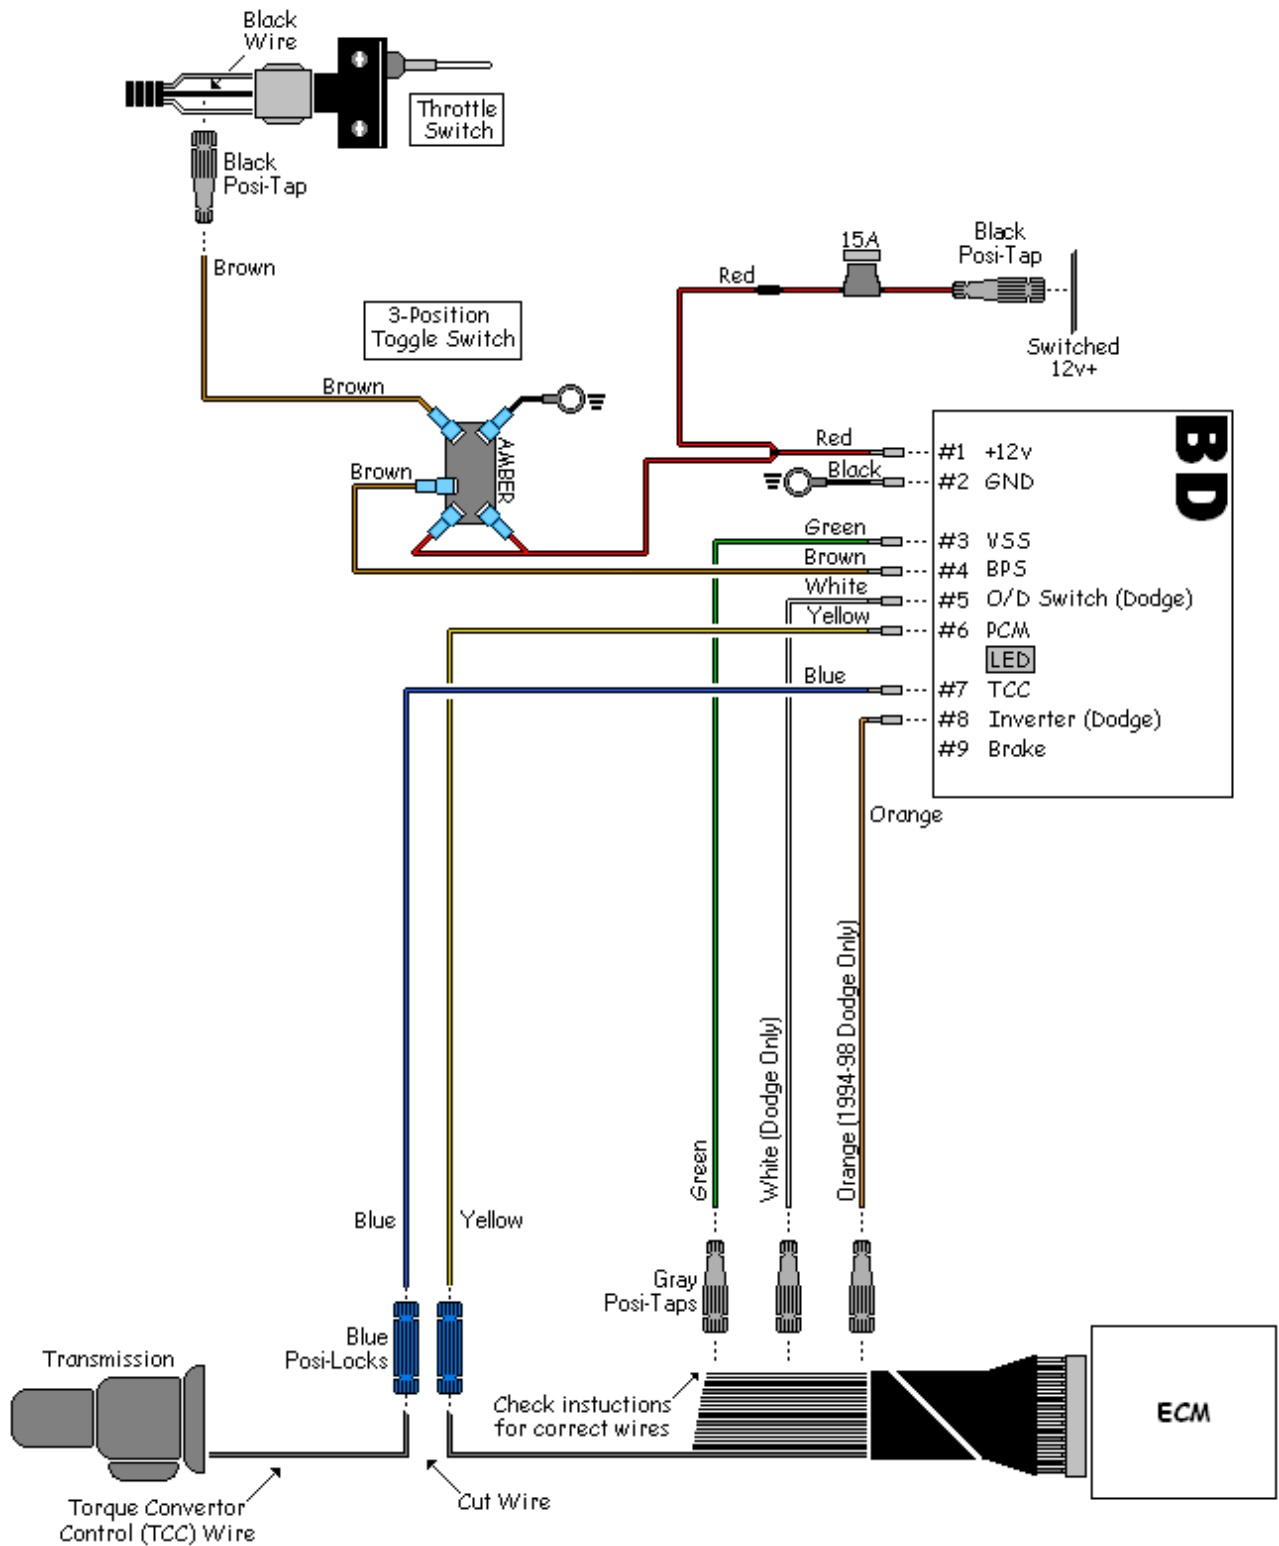 Black
Wire
Throttle
Switch
Black
Posi-Tap
Brown
15A
Black
Posi-Tap
Red
Switched
12v+
3-Position
Toggle Switch
Brown
AMBER
Brown
Red
Black
Green
Brown
White
Yellow
Blue
BD
#1 +12v
#2 GND
#3 VSS
#4 BPS
#5 O/D Switch (Dodge)
#6 PCM
LED
#7 TCC
#8 Inverter (Dodge)
#9 Brake
Orange
Green
White (Dodge Only)
Orange (1994-98 Dodge Only)
Blue
Yellow
Gray
Posi-Taps
Blue
Posi-Locks
Transmission
Check instuctions
for correct wires
ECM
Cut Wire
Torque Convertor
Control (TCC) Wire